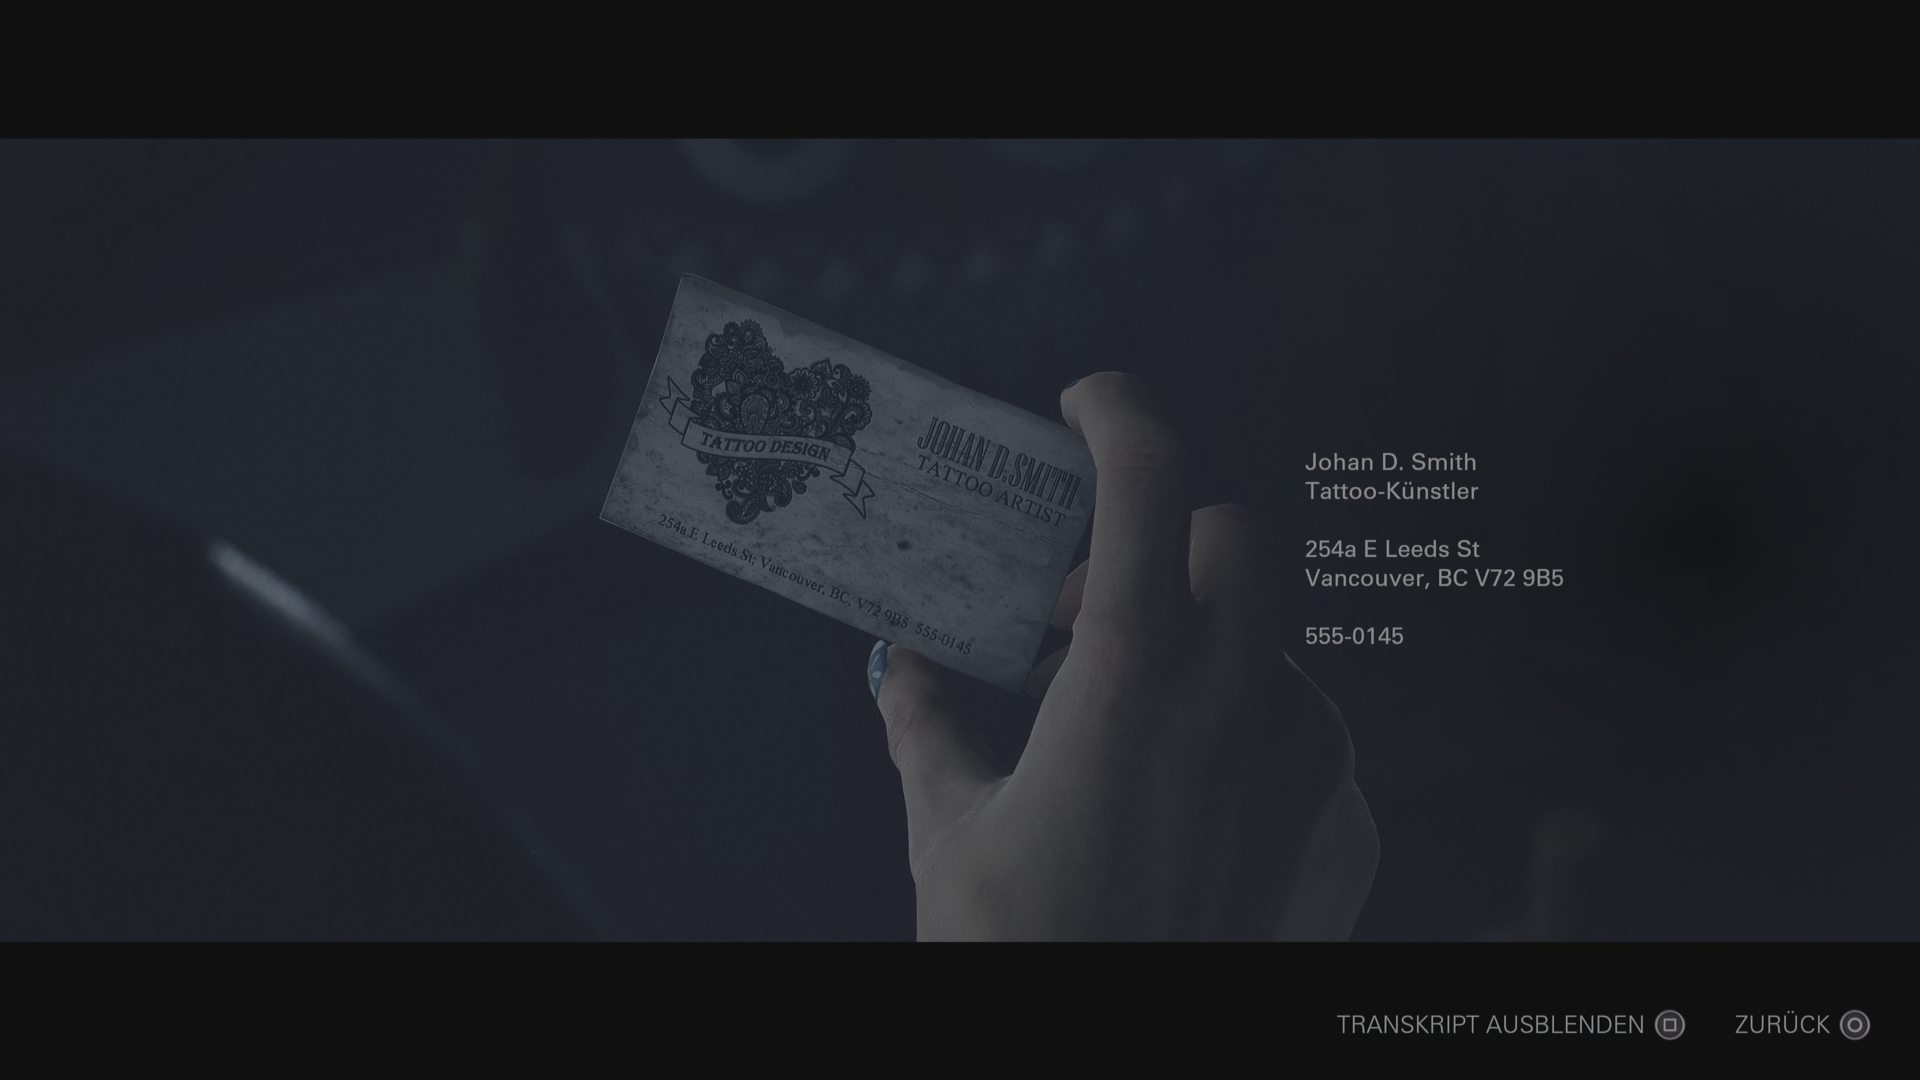 TATTOO DESIGN
JOHAN D.SMITH
TATTOO ARTIST
254a E Leeds St, Vancouver, BC, V72 9B5 555-0145
Johan D. Smith
Tattoo-Künstler
254a E Leeds St
Vancouver, BC V72 9B5
555-0145
TRANSKRIPT AUSBLENDEN
ZURÜCK